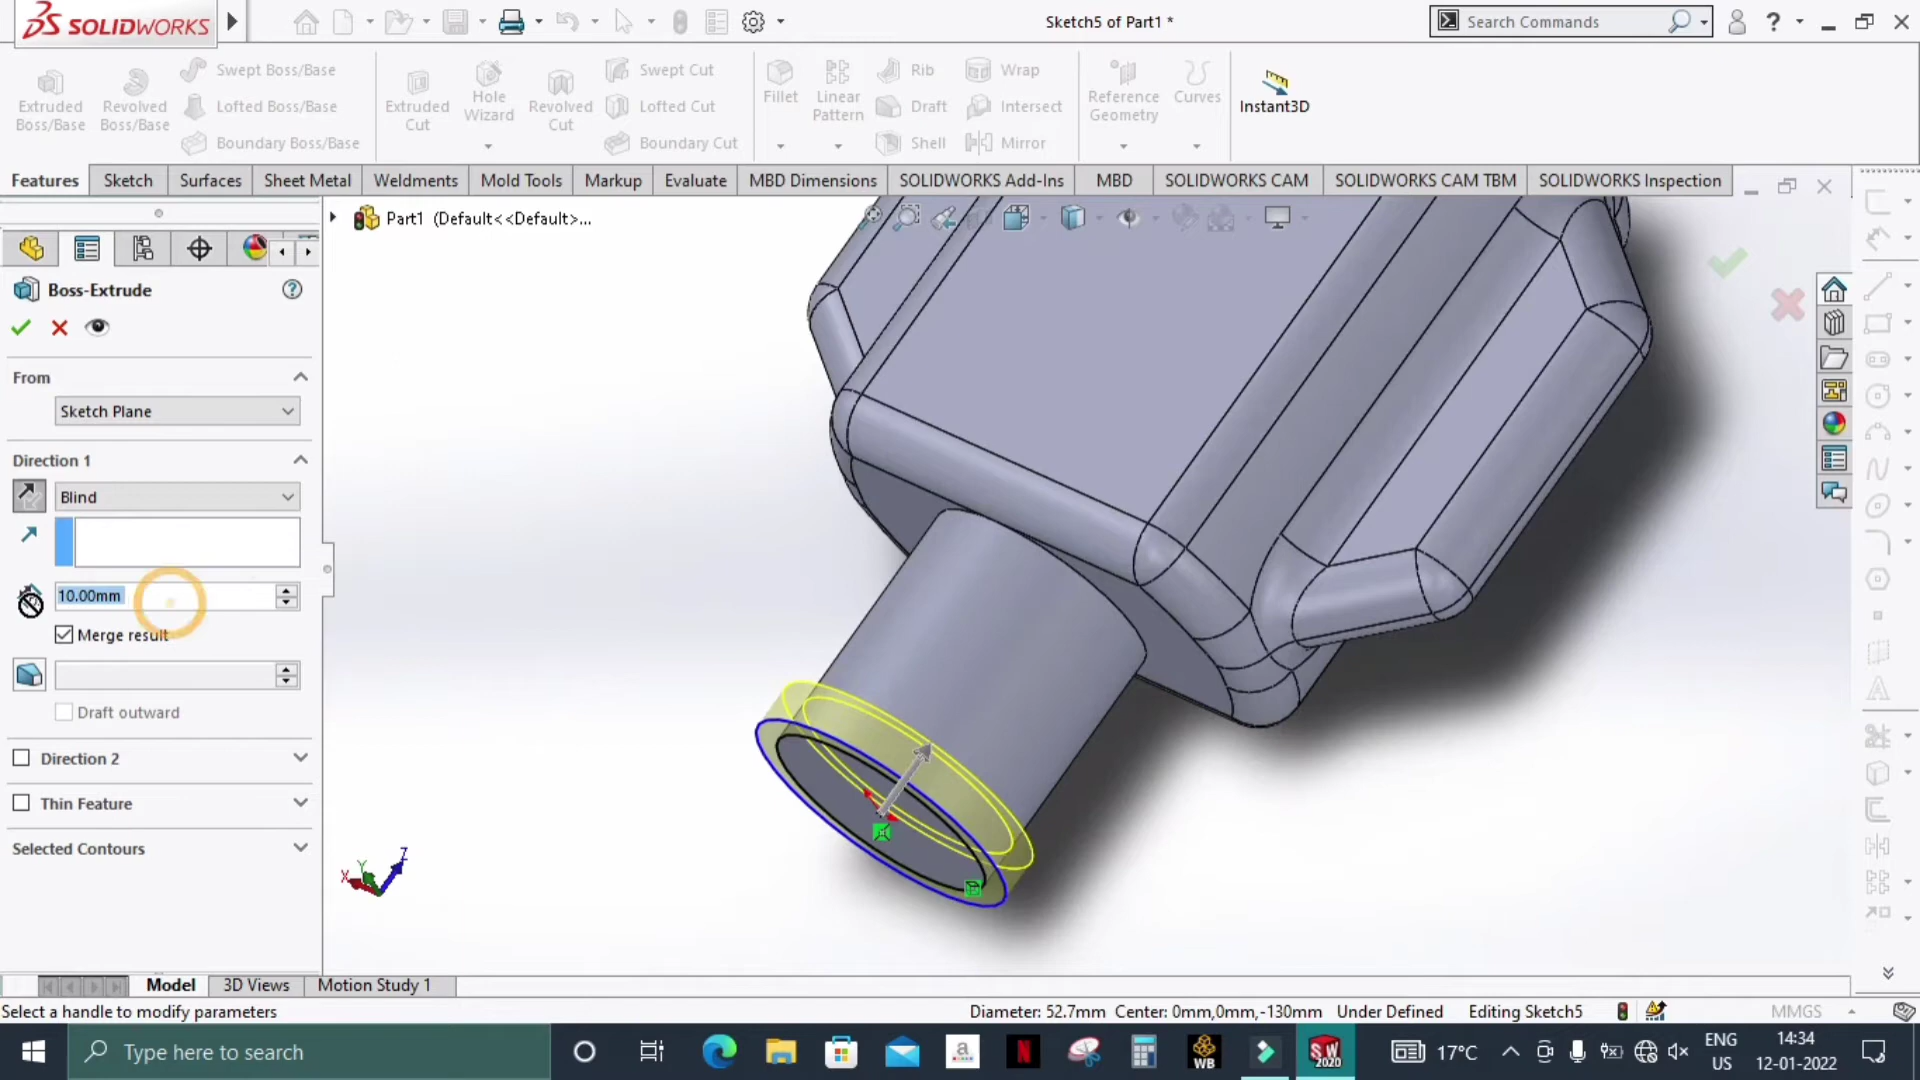 SOLIDWORKS
Sketch5 of Part1 *
Search Commands
?
Extruded Boss/Base
Revolved Boss/Base
Swept Boss/Base
Lofted Boss/Base
Boundary Boss/Base
Extruded Cut
Hole Wizard
Revolved Cut
Swept Cut
Lofted Cut
Boundary Cut
Fillet
Linear Pattern
Rib
Draft
Shell
Wrap
Intersect
Mirror
Reference Geometry
Curves
Instant3D
Features
Sketch
Surfaces
Sheet Metal
Weldments
Mold Tools
Markup
Evaluate
MBD Dimensions
SOLIDWORKS Add-Ins
MBD
SOLIDWORKS CAM
SOLIDWORKS CAM TBM
SOLIDWORKS Inspection
Part1 (Default<<Default>...
Boss-Extrude
From
Sketch Plane
Direction 1
Blind
10.00mm
Merge result
Draft outward
Direction 2
Thin Feature
Selected Contours
X
Y
Z
Model
3D Views
Motion Study 1
Select a handle to modify parameters
Diameter: 52.7mm Center: 0mm,0mm,-130mm
Under Defined
Editing Sketch5
MMGS
Type here to search
WB
SW 2020
17°C
ENG
US
14:34
12-01-2022